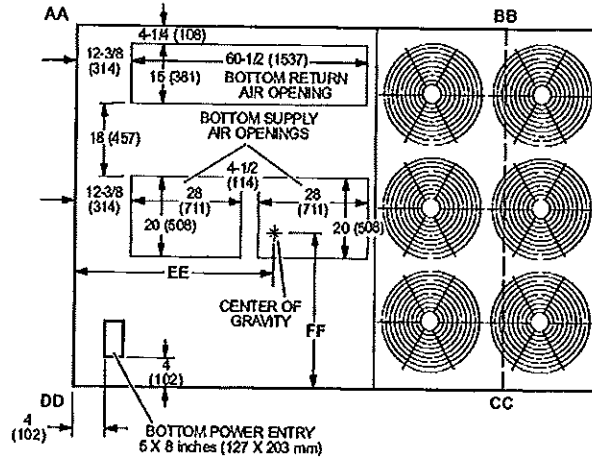 AA
BB
4-1/4 (108)
12-3/8
(314)
60-1/2 (1537)
15 (381)
BOTTOM RETURN
AIR OPENING
18 (457)
BOTTOM SUPPLY
AIR OPENINGS
4-1/2
(114)
12-3/8
(314)
28
(711)
28
(711)
20 (508)
20 (508)
EE
CENTER OF
GRAVITY
FF
4
(102)
DD
CC
4
(102)
BOTTOM POWER ENTRY
5 X 8 inches (127 X 203 mm)